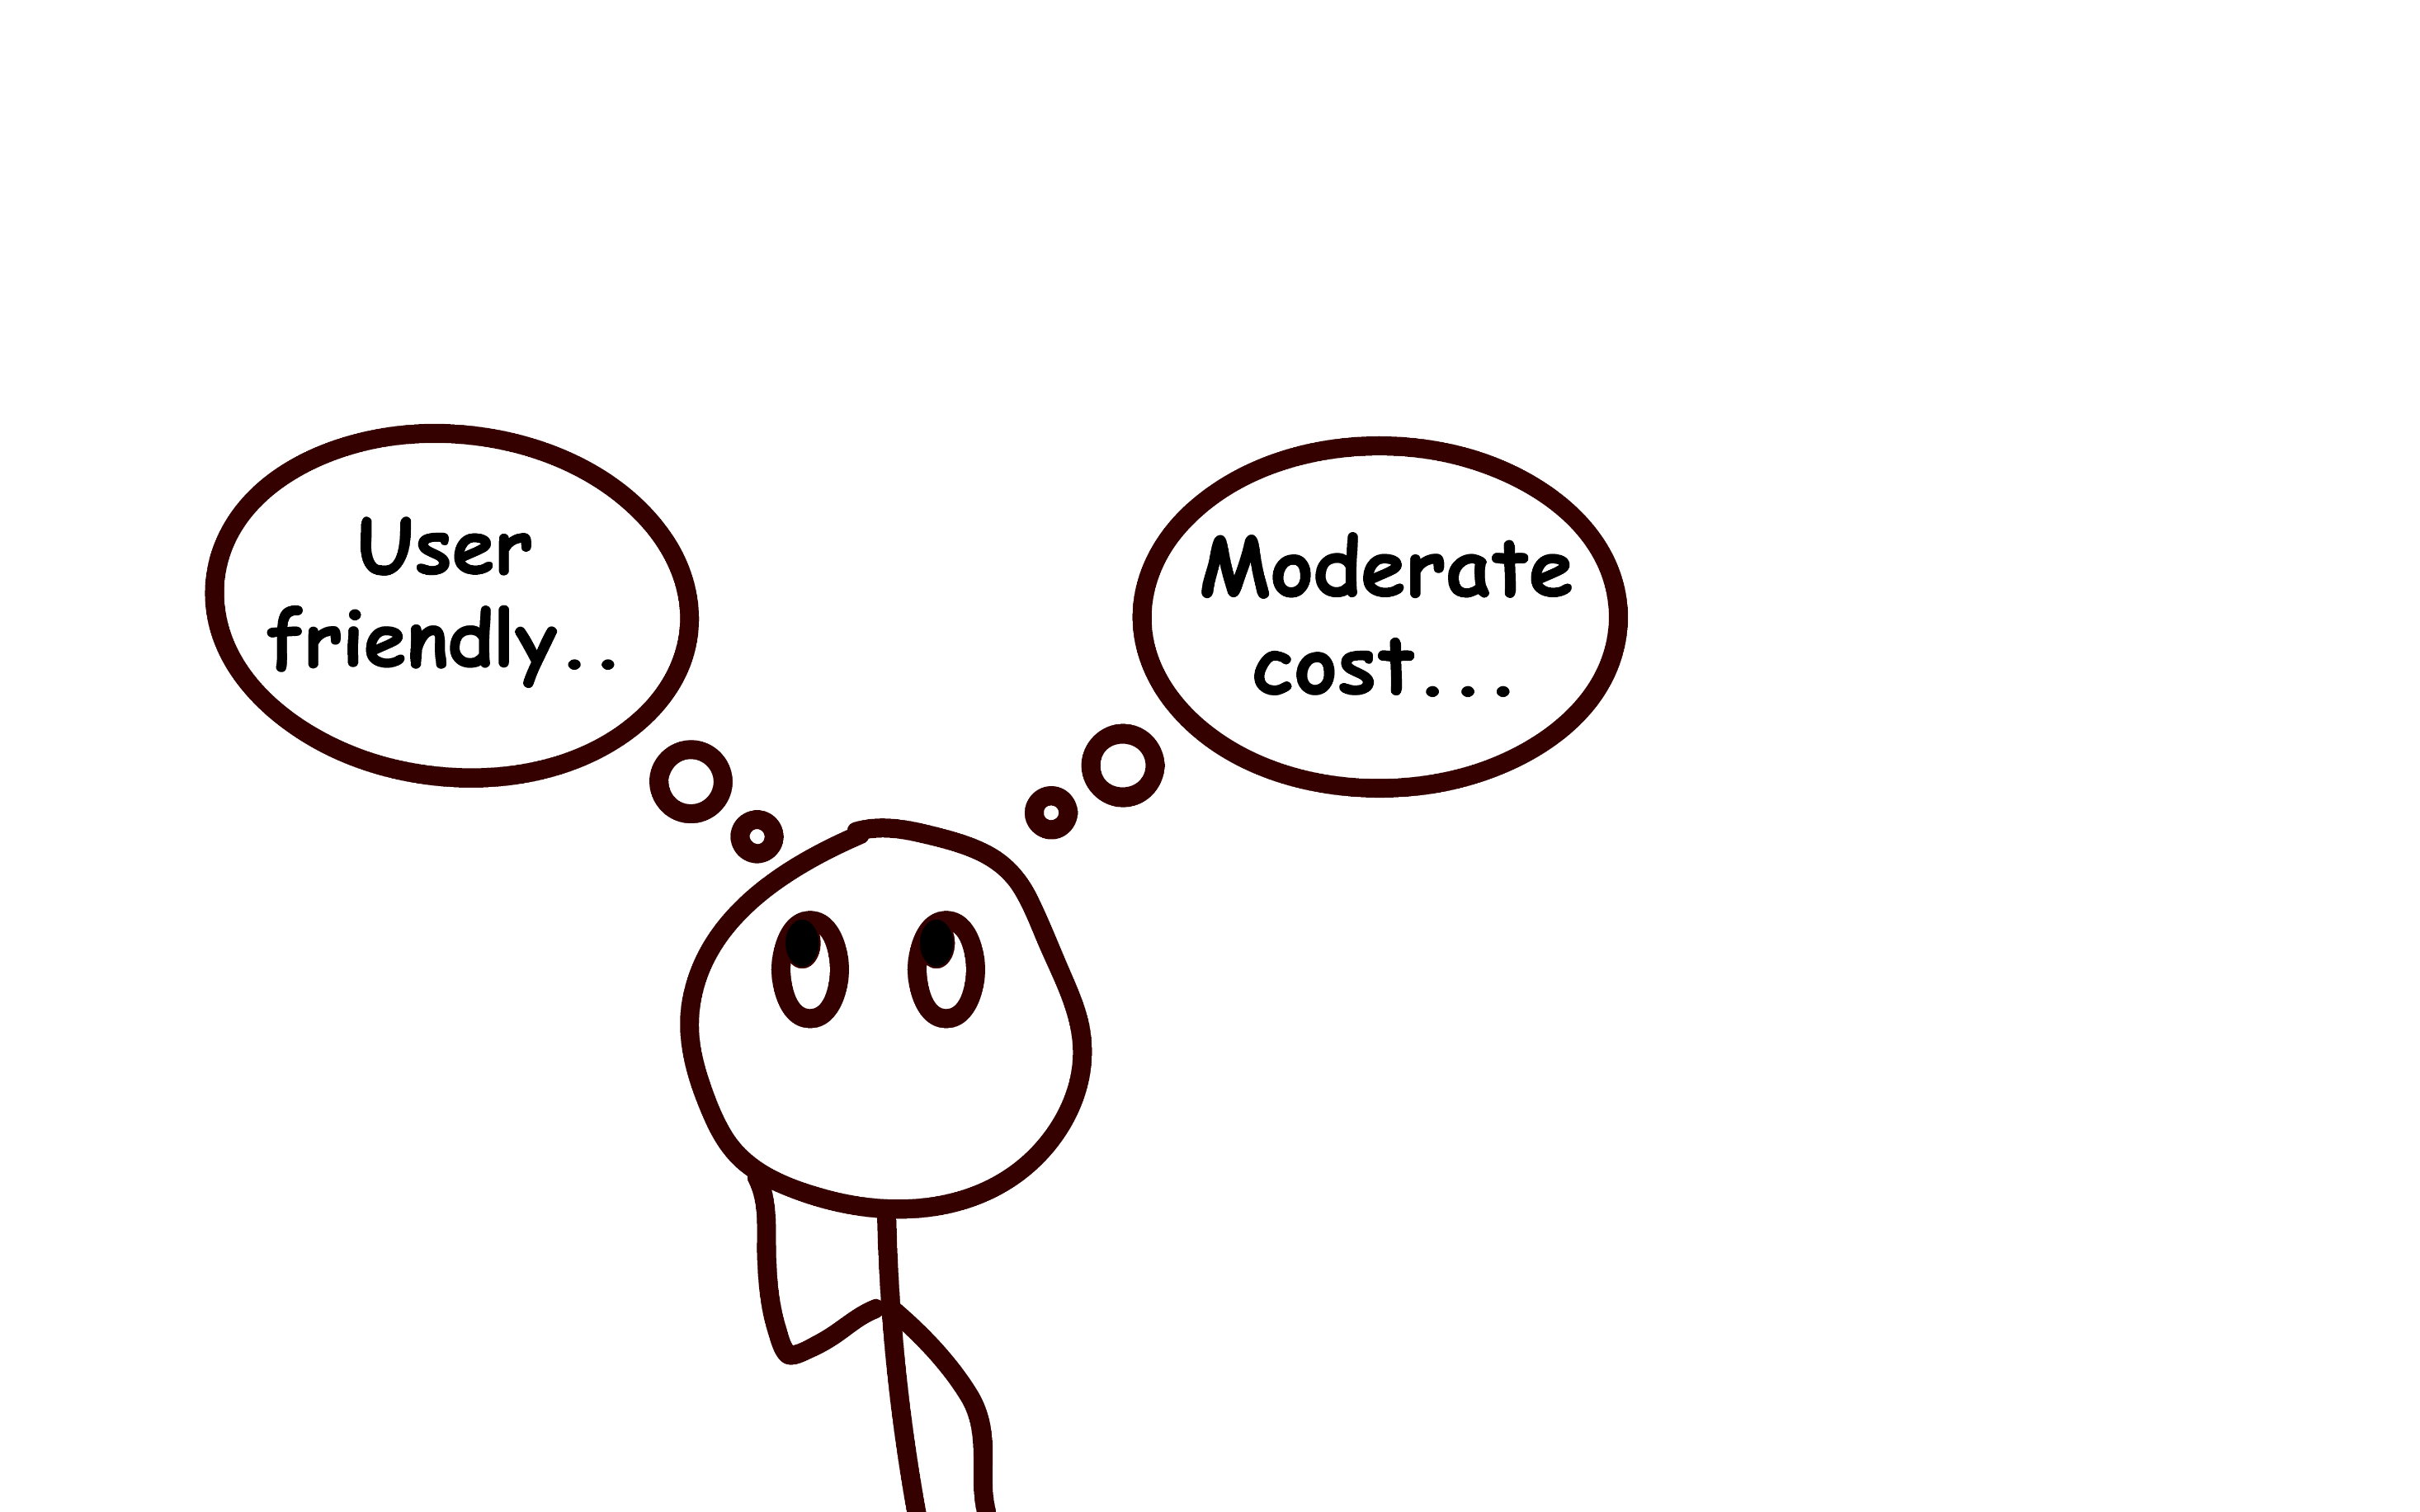 User
friendly..
Moderate
cost...